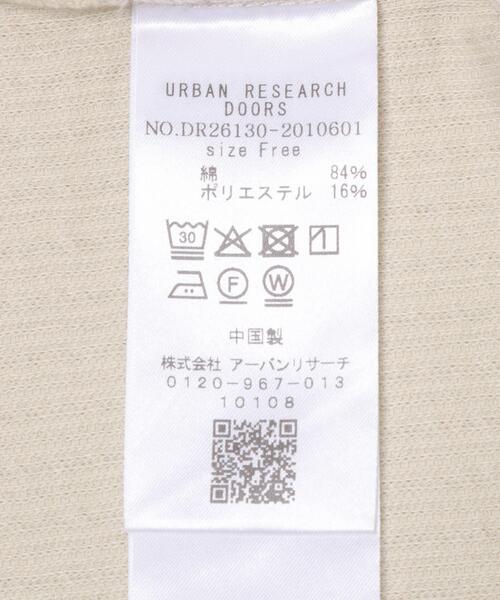 URBAN RESEARCH
DOORS
NO.DR26130-2010601
size Free
綿 84%
ポリエステル 16%
30
F W
中国製
株式会社 アーバンリサーチ
0120-967-013
10108